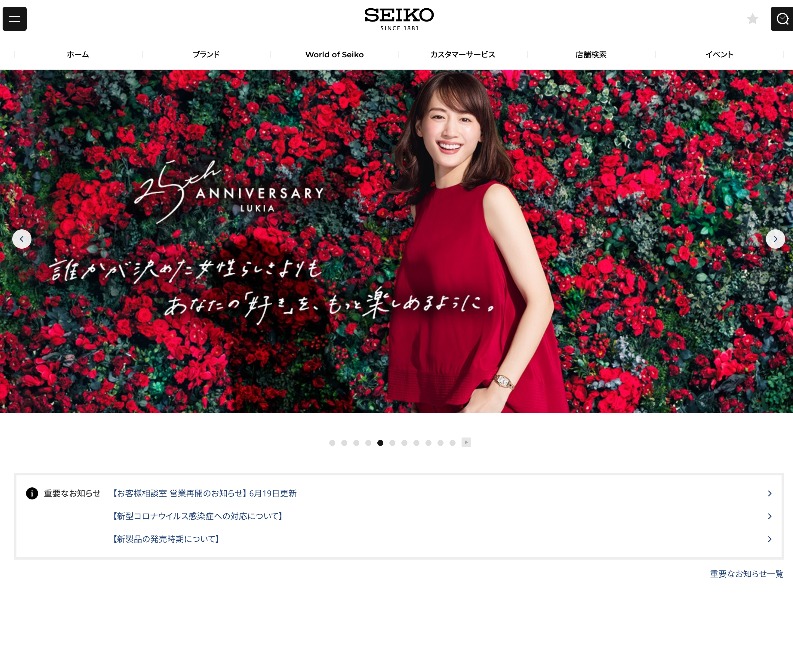 SEIKO
SINCE 1881
ホーム
ブランド
World of Seiko
カスタマーサービス
店舗検索
イベント
25th
ANNIVERSARY
LUKIA
誰かが決めた女性らしさよりも
あなたの「好き」を、もっと楽しめるように。
重要なお知らせ
【お客様相談室 営業再開のお知らせ】 6月19日更新
【新型コロナウイルス感染症への対応について】
【新製品の発売時期について】
重要なお知らせ一覧